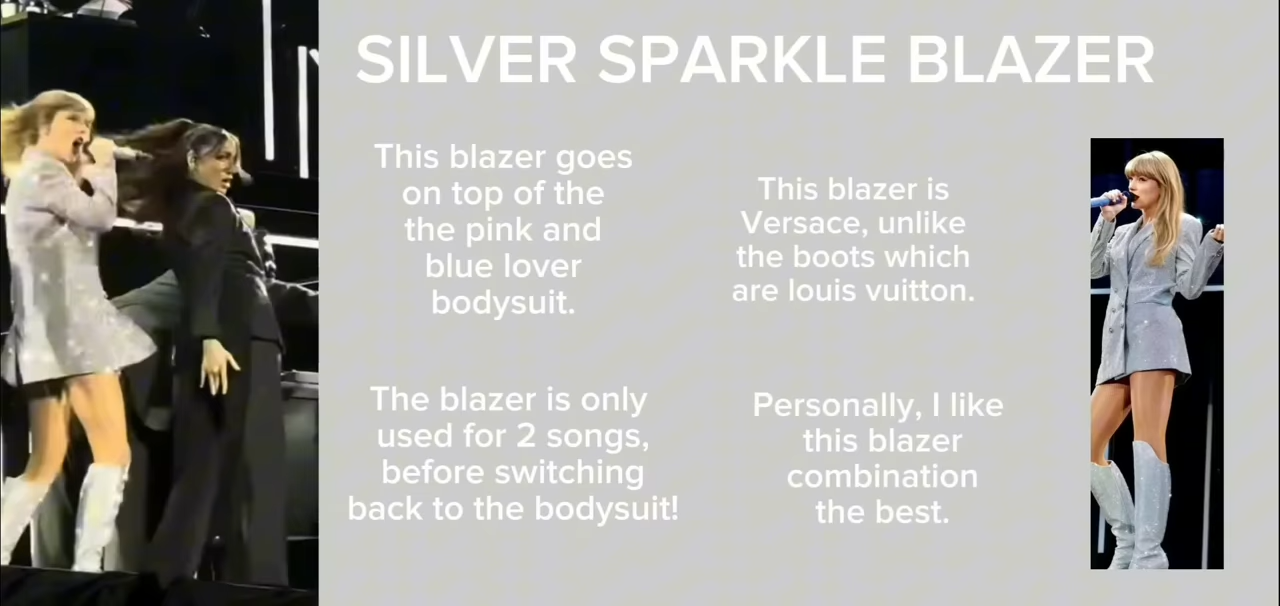 SILVER SPARKLE BLAZER
This blazer goes
on top of the
the pink and
blue lover
bodysuit.
This blazer is
Versace, unlike
the boots which
are louis vuitton.
The blazer is only
used for 2 songs,
before switching
back to the bodysuit!
Personally, I like
this blazer
combination
the best.